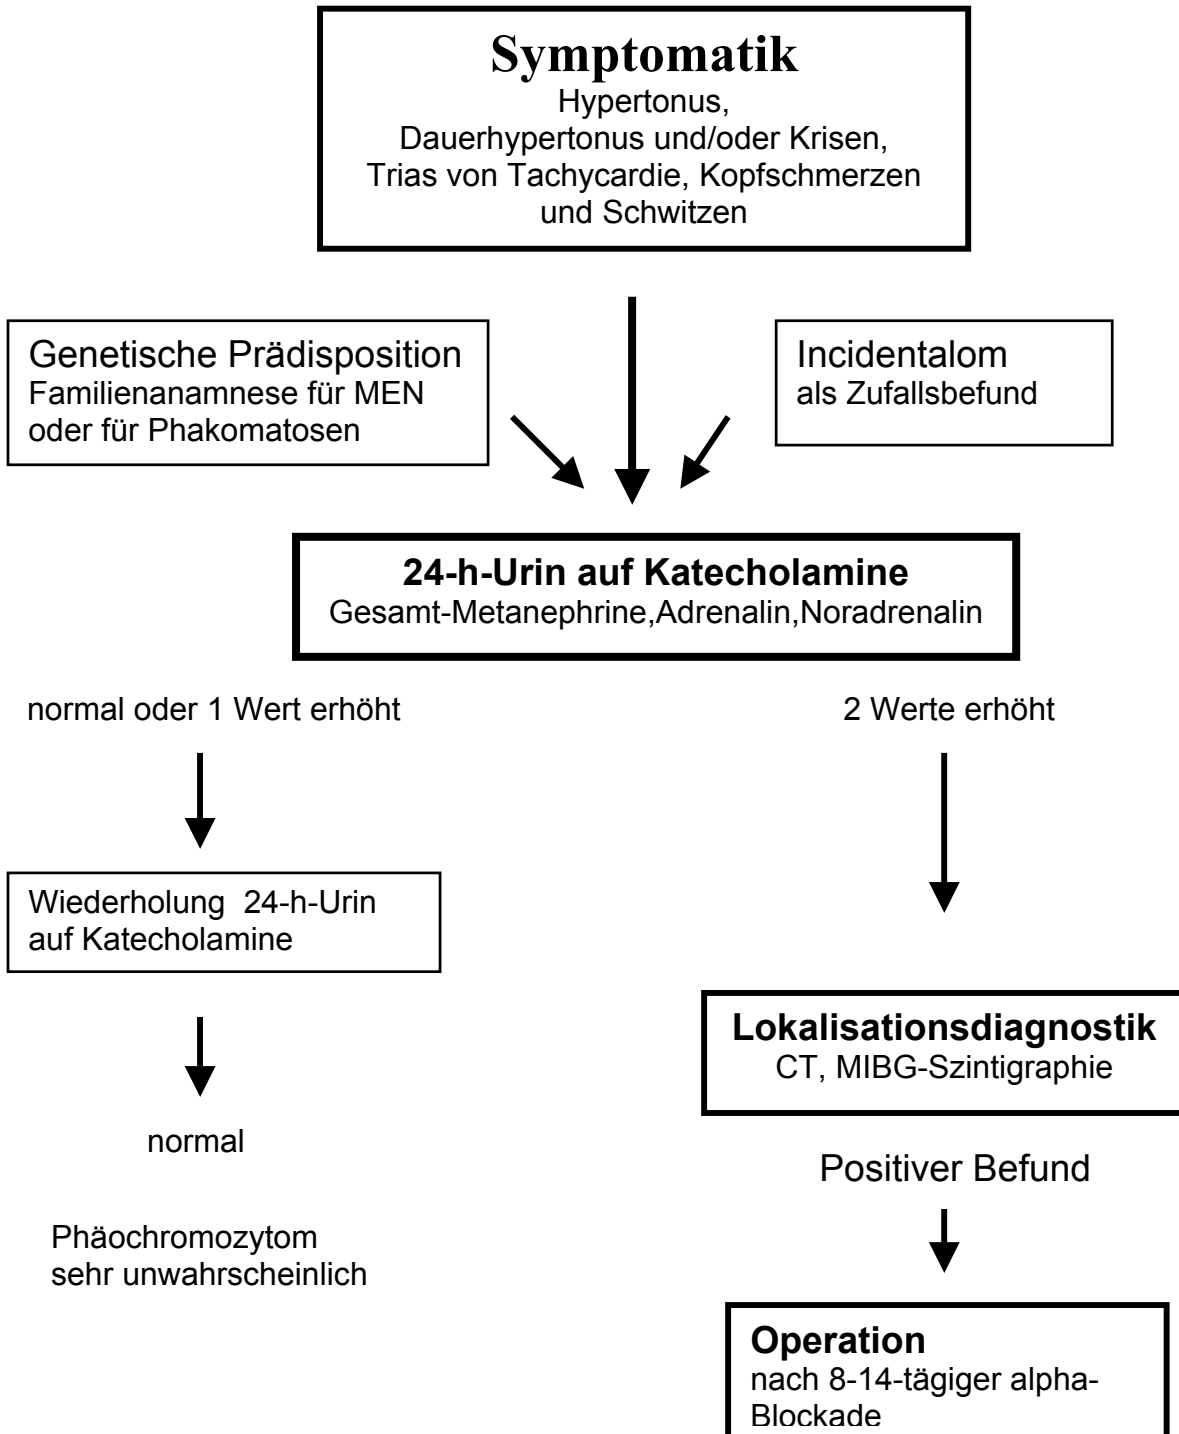 Symptomatik
Hypertonus,
Dauerhypertonus und/oder Krisen,
Trias von Tachycardie, Kopfschmerzen
und Schwitzen
Genetische Prädisposition
Familienanamnese für MEN
oder für Phakomatosen
Incidentalom
als Zufallsbefund
24-h-Urin auf Katecholamine
Gesamt-Metanephrine,Adrenalin,Noradrenalin
normal oder 1 Wert erhöht
2 Werte erhöht
Wiederholung  24-h-Urin
auf Katecholamine
Lokalisationsdiagnostik
CT, MIBG-Szintigraphie
normal
Positiver Befund
Phäochromozytom
sehr unwahrscheinlich
Operation
nach 8-14-tägiger alpha-
Blockade